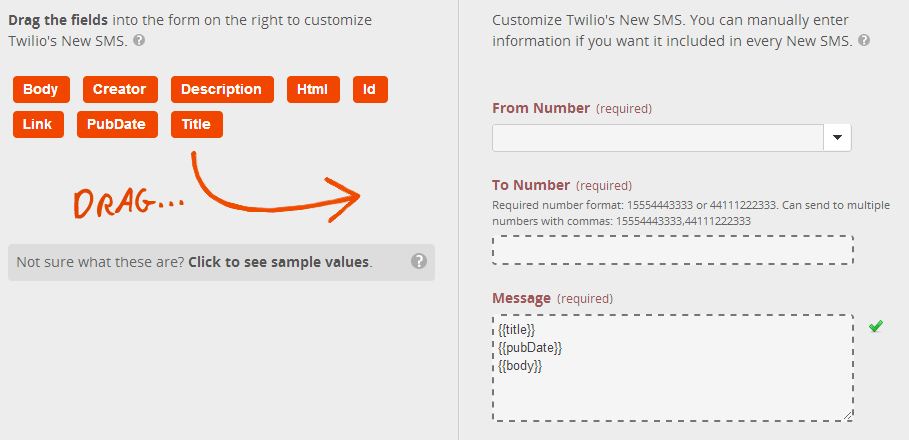 Drag the fields into the form on the right to customize
Twilio's New SMS. ?
Body Creator Description Html Id
Link PubDate Title
DRAG...
Not sure what these are? Click to see sample values. ?
Customize Twilio's New SMS. You can manually enter
information if you want it included in every New SMS. ?
From Number (required)
To Number (required)
Required number format: 15554443333 or 44111222333. Can send to multiple
numbers with commas: 15554443333,44111222333
Message (required)
{{title}}
{{pubDate}}
{{body}}